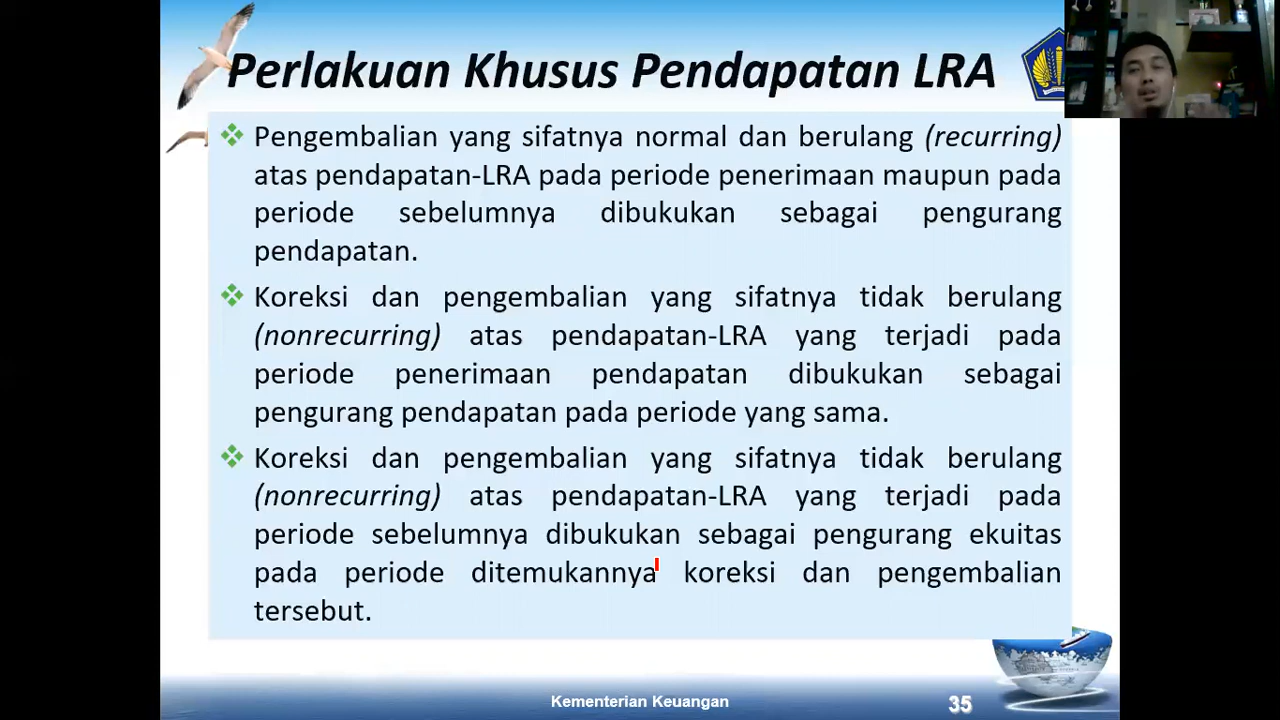 Perlakuan Khusus Pendapatan LRA
Pengembalian yang sifatnya normal dan berulang (recurring)
atas pendapatan-LRA pada periode penerimaan maupun pada
periode sebelumnya dibukukan sebagai pengurang
pendapatan.
Koreksi dan pengembalian yang sifatnya tidak berulang
(nonrecurring) atas pendapatan-LRA yang terjadi pada
periode penerimaan pendapatan dibukukan sebagai
pengurang pendapatan pada periode yang sama.
Koreksi dan pengembalian yang sifatnya tidak berulang
(nonrecurring) atas pendapatan-LRA yang terjadi pada
periode sebelumnya dibukukan sebagai pengurang ekuitas
pada periode ditemukannya koreksi dan pengembalian
tersebut.
Kementerian Keuangan
35